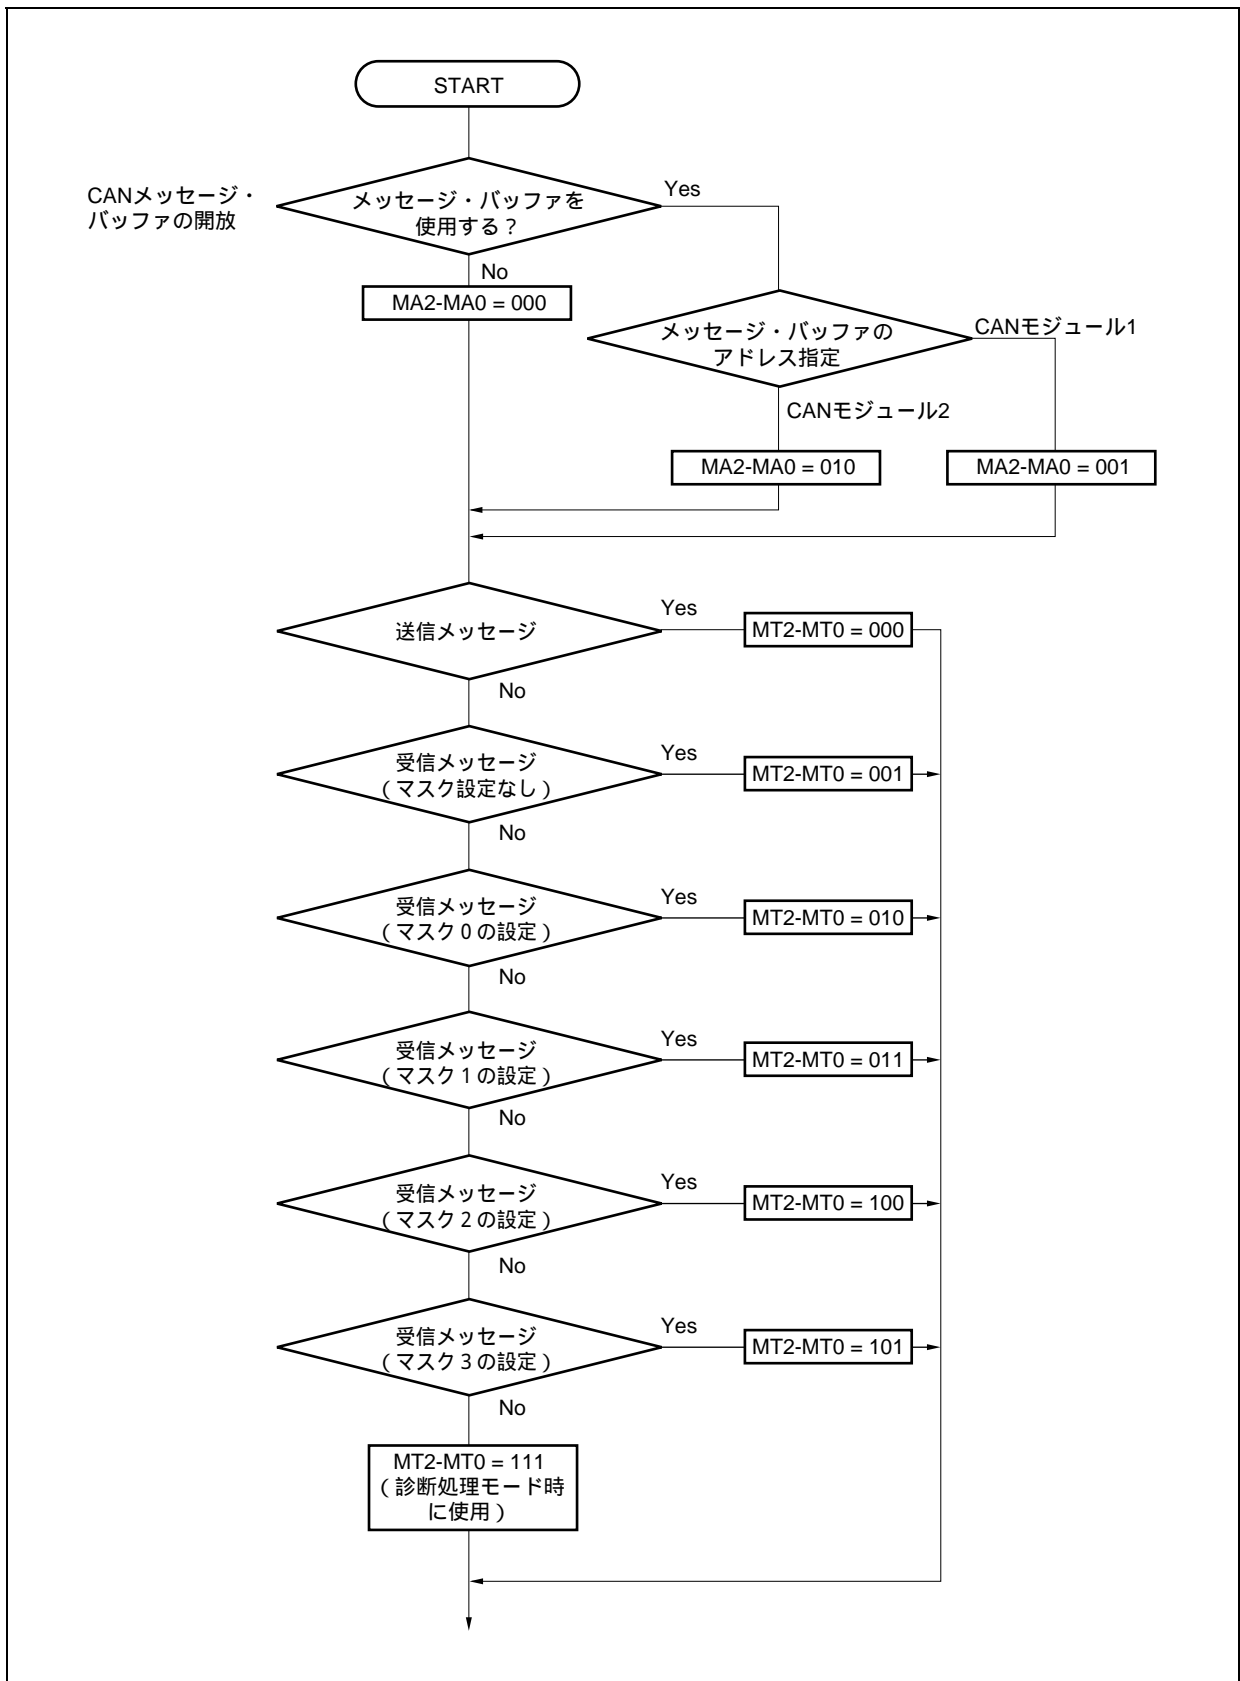 START
CANメッセージ・
バッファの開放
メッセージ・バッファを
使用する？
Yes
No
MA2-MA0 = 000
メッセージ・バッファの
アドレス指定
CANモジュール1
CANモジュール2
MA2-MA0 = 010
MA2-MA0 = 001
送信メッセージ
Yes
MT2-MT0 = 000
No
受信メッセージ
（マスク設定なし）
Yes
MT2-MT0 = 001
No
受信メッセージ
（マスク０の設定）
Yes
MT2-MT0 = 010
No
受信メッセージ
（マスク１の設定）
Yes
MT2-MT0 = 011
No
受信メッセージ
（マスク２の設定）
Yes
MT2-MT0 = 100
No
受信メッセージ
（マスク３の設定）
Yes
MT2-MT0 = 101
No
MT2-MT0 = 111
（診断処理モード時
に使用）